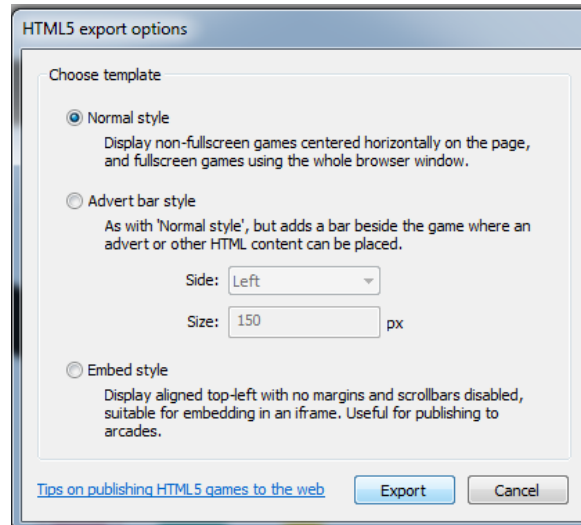 HTML5 export options
Choose template
Normal style
Display non-fullscreen games centered horizontally on the page,
and fullscreen games using the whole browser window.
Advert bar style
As with 'Normal style', but adds a bar beside the game where an
advert or other HTML content can be placed.
Side: Left
Size: 150 px
Embed style
Display aligned top-left with no margins and scrollbars disabled,
suitable for embedding in an iframe. Useful for publishing to
arcades.
Tips on publishing HTML5 games to the web Export Cancel